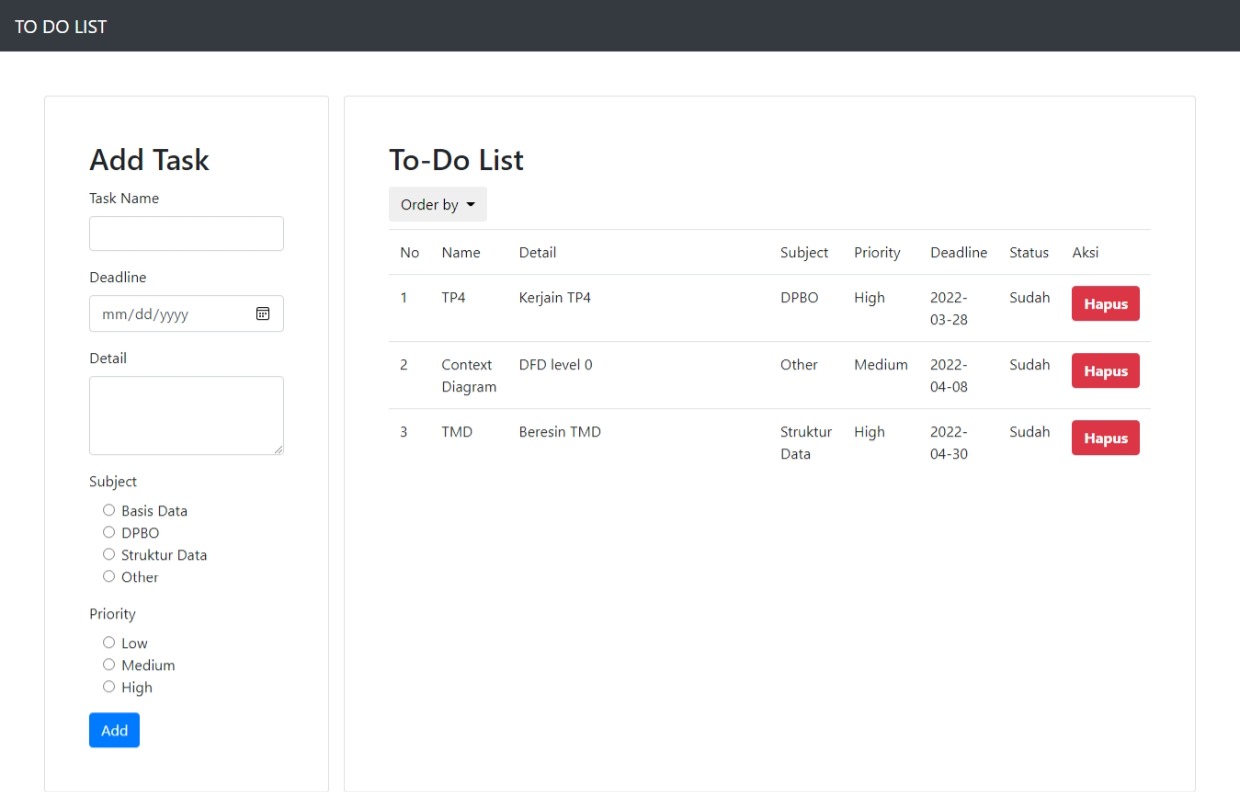 TO DO LIST
Add Task
Task Name
Deadline
mm/dd/yyyy
Detail
Subject
Basis Data
DPBO
Struktur Data
Other
Priority
Low
Medium
High
Add
To-Do List
Order by
No Name Detail Subject Priority Deadline Status Aksi
1 TP4 Kerjain TP4 DPBO High 2022- Sudah Hapus
03-28
2 Context DFD level 0 Other Medium 2022- Sudah Hapus
Diagram 04-08
3 TMD Beresin TMD Struktur High 2022- Sudah Hapus
Data 04-30